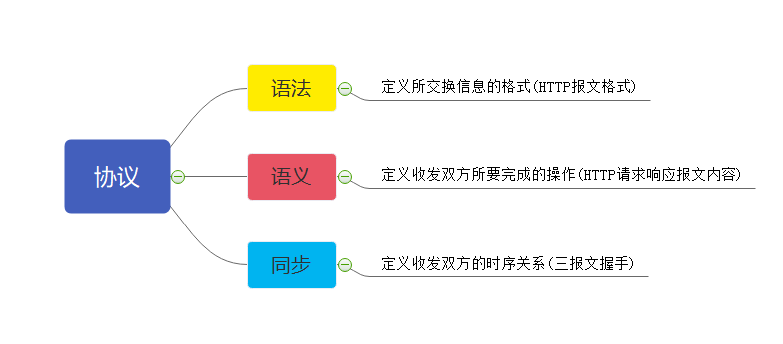 协议
语法
定义所交换信息的格式(HTTP报文格式)
语义
定义收发双方所要完成的操作(HTTP请求响应报文内容)
同步
定义收发双方的时序关系(三报文握手)